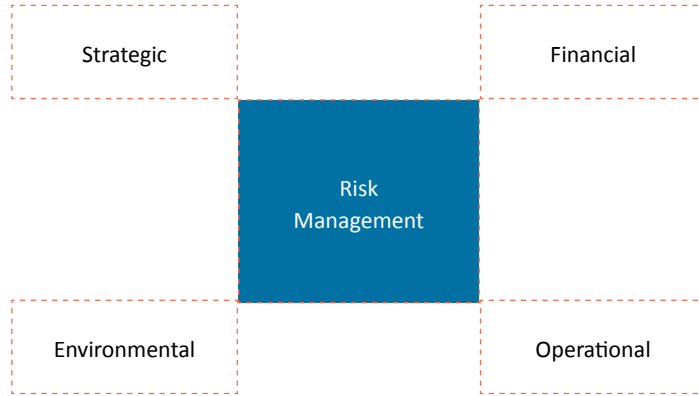 Strategic
Financial
Risk
Management
Environmental
Operational